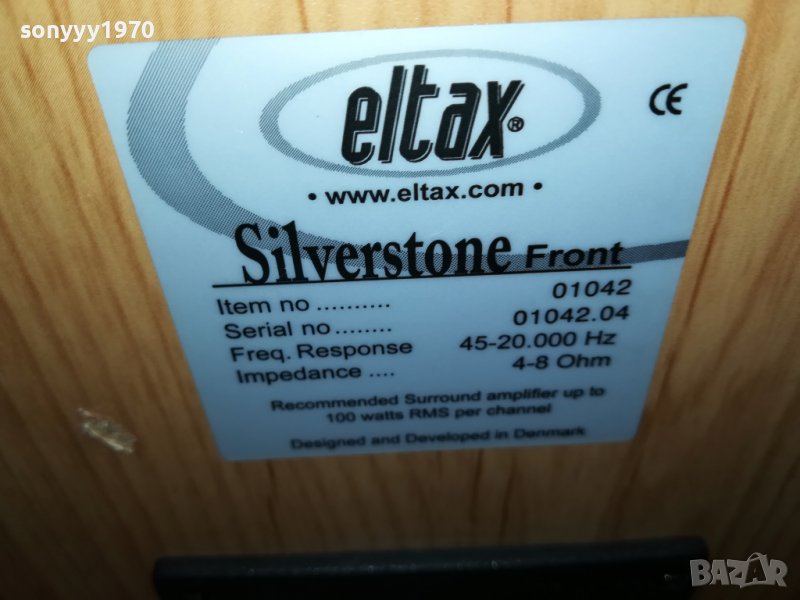 sonyyy1970
eltax®
• www.eltax.com •
CE
Silverstone Front
Item no .......... 01042
Serial no ........ 01042.04
Freq. Response 45-20.000 Hz
Impedance .... 4-8 Ohm
Recommended Surround amplifier up to
100 watts RMS per channel
Designed and Developed in Denmark
BAZAR